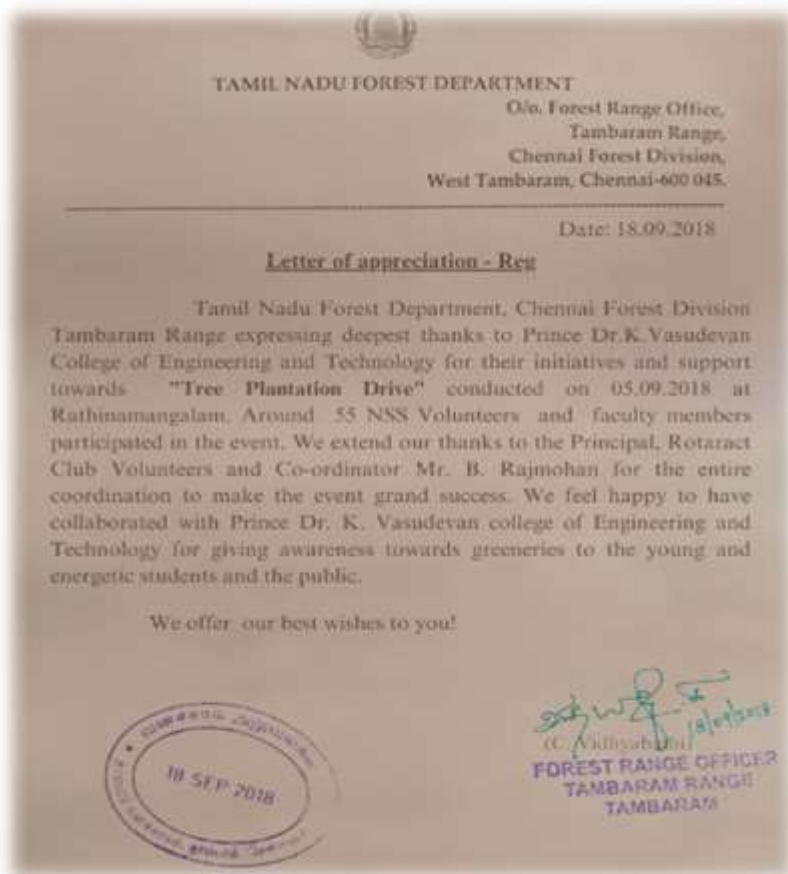 TAMIL NADU FOREST DEPARTMENT
O/o. Forest Range Office,
Tambaram Range,
Chennai Forest Division,
West Tambaram, Chennai-600 045.
Date: 18.09.2018
Letter of appreciation - Reg
Tamil Nadu Forest Department, Chennai Forest Division
Tambaram Range expressing deepest thanks to Prince Dr.K.Vasudevan
College of Engineering and Technology for their initiatives and support
towards "Tree Plantation Drive" conducted on 05.09.2018 at
Rathinamangalam. Around 55 NSS Volunteers and faculty members
participated in the event. We extend our thanks to the Principal, Rotaract
Club Volunteers and Co-ordinator Mr. B. Rajmohan for the entire
coordination to make the event grand success. We feel happy to have
collaborated with Prince Dr. K. Vasudevan college of Engineering and
Technology for giving awareness towards greeneries to the young and
energetic students and the public.
We offer our best wishes to you!
18 SEP 2018
18/09/2018
(C.
FOREST RANGE OFFICER
TAMBARAM RANGE
TAMBARAM